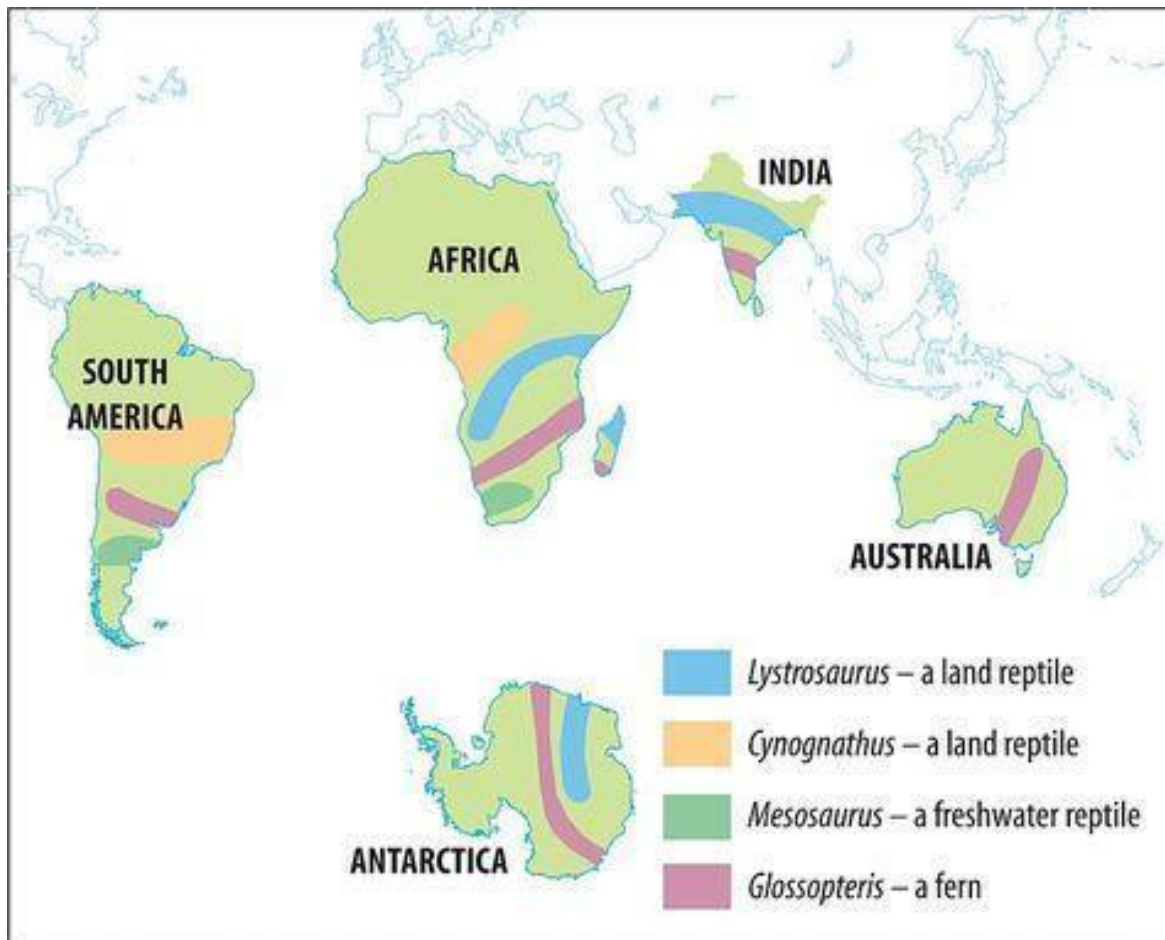 INDIA
AFRICA
SOUTH
AMERICA
AUSTRALIA
ANTARCTICA
Lystrosaurus – a land reptile
Cynognathus – a land reptile
Mesosaurus – a freshwater reptile
Glossopteris – a fern